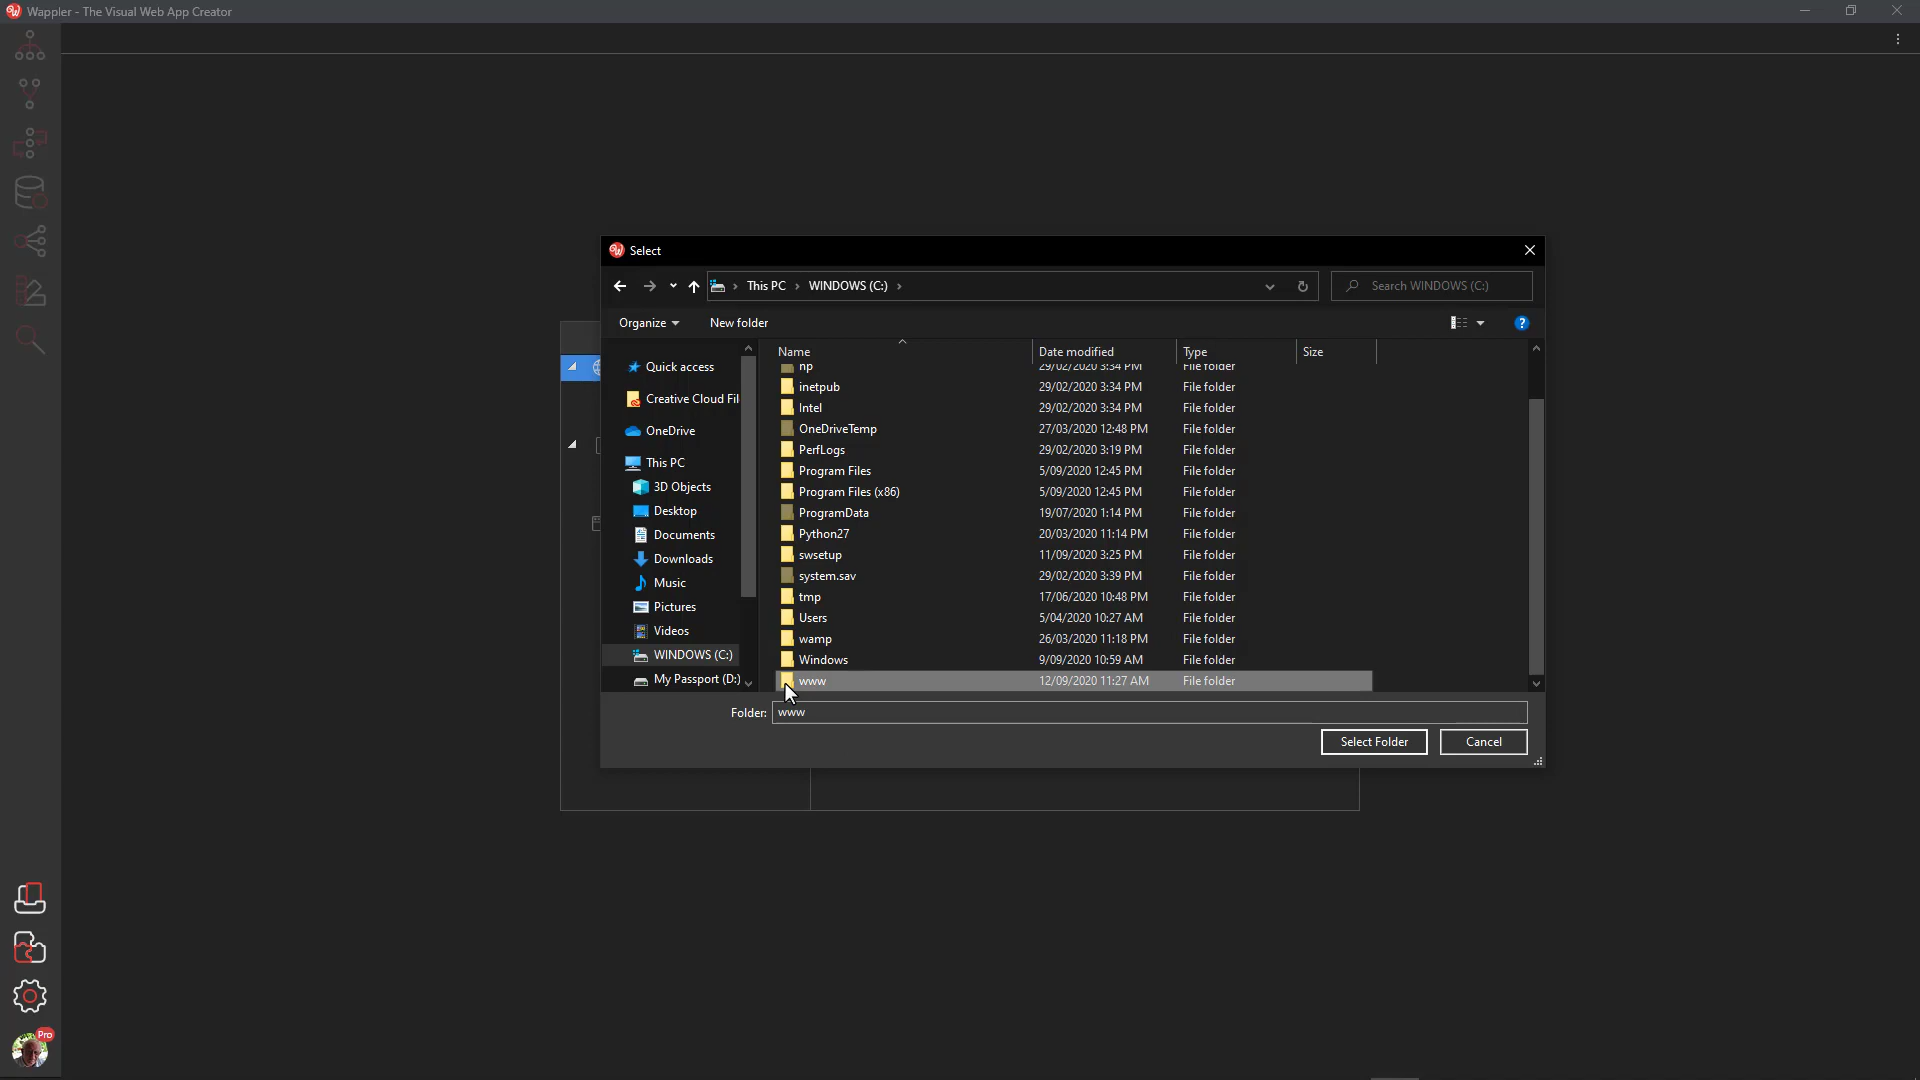 Wappler - The Visual Web App Creator
Select
This PC > WINDOWS (C:) >
Search WINDOWS (C:)
Organize
New folder
Name Date modified Type Size
Quick access
Creative Cloud Fil
OneDrive
This PC
3D Objects
Desktop
Documents
Downloads
Music
Pictures
Videos
WINDOWS (C:)
My Passport (D:)
hp 29/02/2020 3:34 PM File folder
inetpub 29/02/2020 3:34 PM File folder
Intel 29/02/2020 3:34 PM File folder
OneDriveTemp 27/03/2020 12:48 PM File folder
PerfLogs 29/02/2020 3:19 PM File folder
Program Files 5/09/2020 12:45 PM File folder
Program Files (x86) 5/09/2020 12:45 PM File folder
ProgramData 19/07/2020 1:14 PM File folder
Python27 20/03/2020 11:14 PM File folder
swsetup 11/09/2020 3:25 PM File folder
system.sav 29/02/2020 3:39 PM File folder
tmp 17/06/2020 10:48 PM File folder
Users 5/04/2020 10:27 AM File folder
wamp 26/03/2020 11:18 PM File folder
Windows 9/09/2020 10:59 AM File folder
www 12/09/2020 11:27 AM File folder
Folder: www
Select Folder
Cancel
Pro